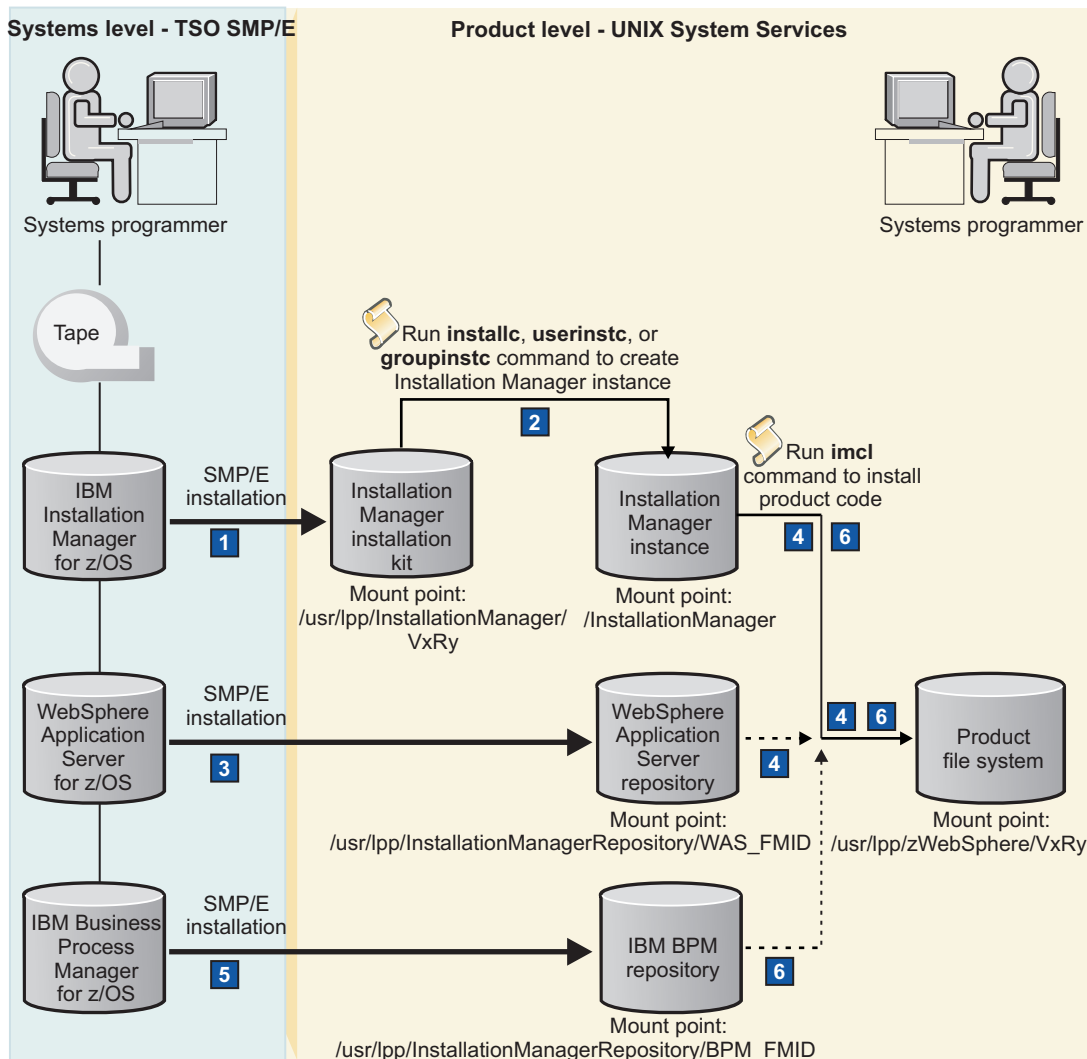 Systems level - TSO SMP/E
Product level - UNIX System Services
Systems programmer
Systems programmer
Tape
Run installc, userinstc, or
groupinstc command to create
Installation Manager instance
2
Run imcl
command to install
product code
4 6
IBM
Installation
Manager
for z/OS
SMP/E
installation
1
Installation
Manager
installation
kit
Mount point:
/usr/lpp/InstallationManager/
VxRy
Installation
Manager
instance
Mount point:
/InstallationManager
WebSphere
Application
Server
for z/OS
SMP/E
installation
3
WebSphere
Application
Server
repository
4
Mount point:
/usr/lpp/InstallationManagerRepository/WAS_FMID
4 6
Product
file system
Mount point:
/usr/lpp/zWebSphere/VxRy
IBM Business
Process
Manager
for z/OS
SMP/E
installation
5
IBM BPM
repository
6
Mount point:
/usr/lpp/InstallationManagerRepository/BPM_FMID